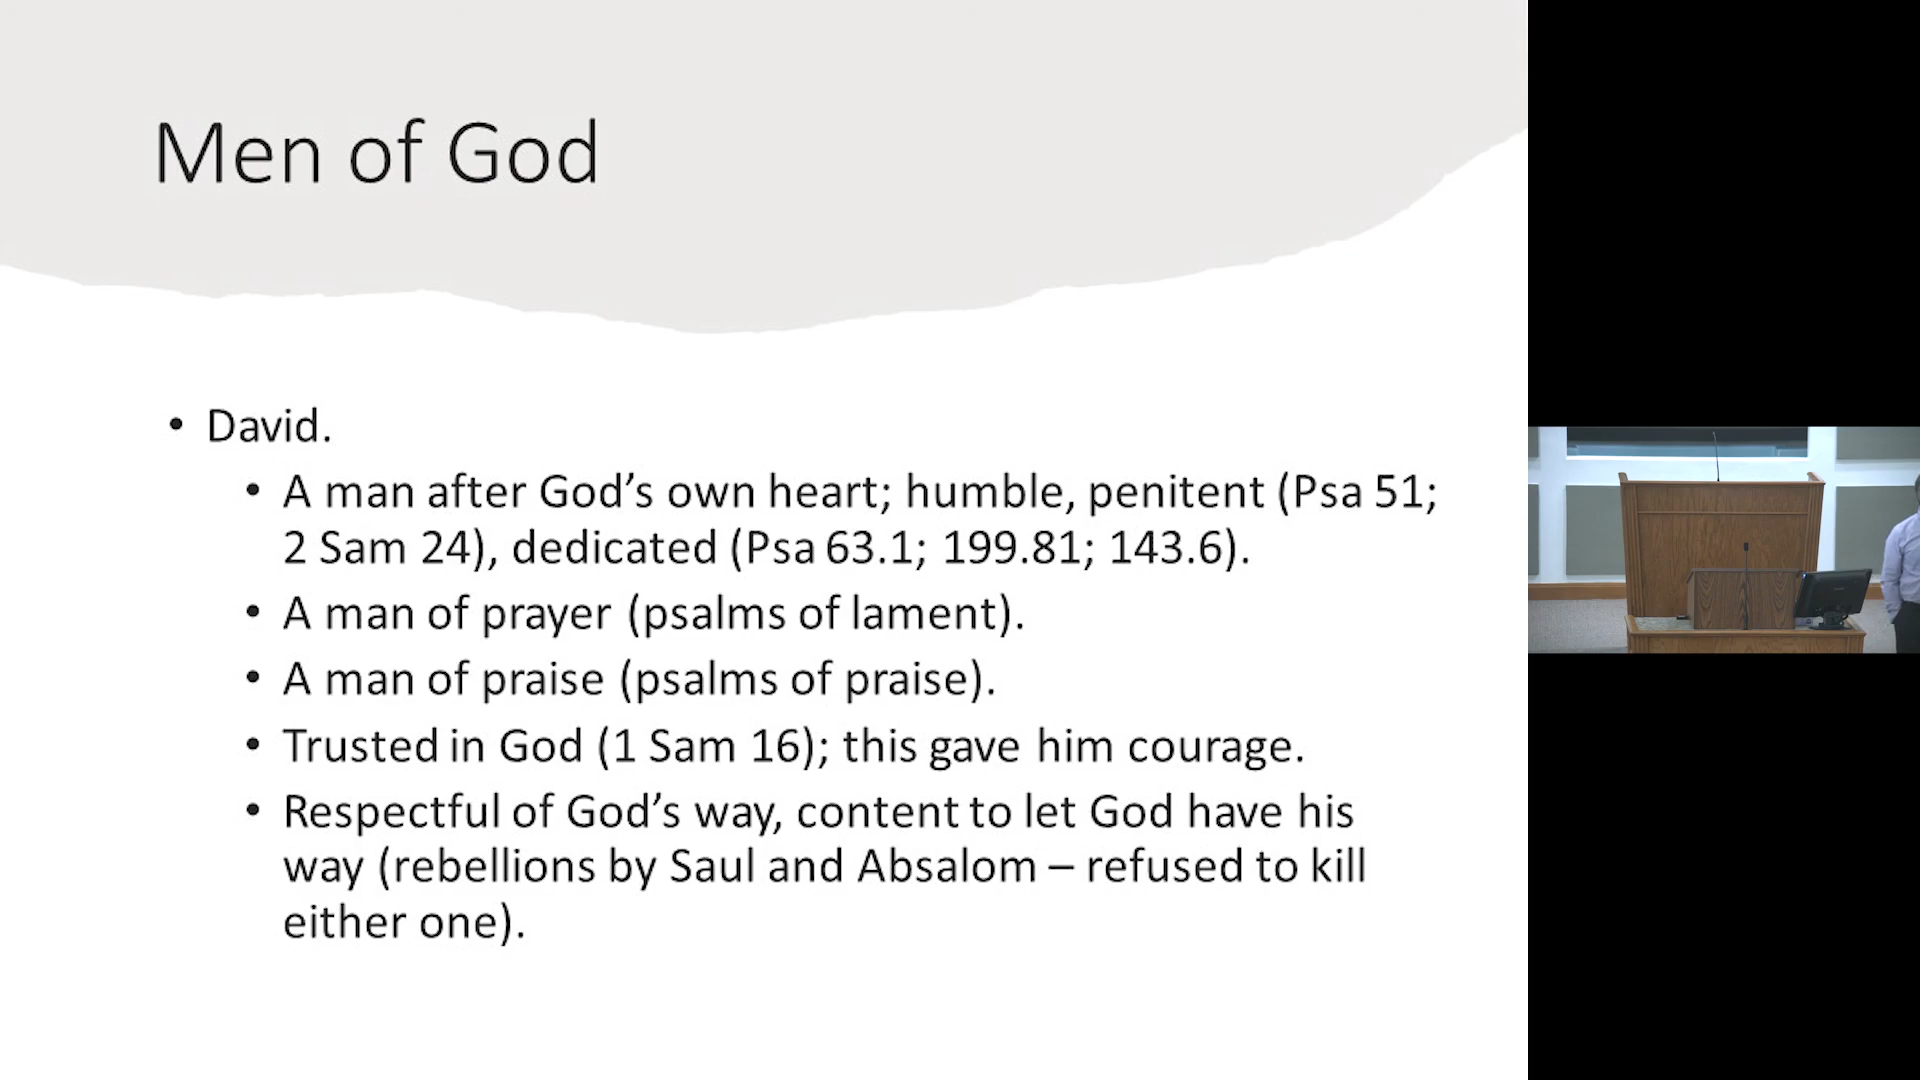 Men of God
• David.
• A man after God’s own heart; humble, penitent (Psa 51;
2 Sam 24), dedicated (Psa 63.1; 199.81; 143.6).
• A man of prayer (psalms of lament).
• A man of praise (psalms of praise).
• Trusted in God (1 Sam 16); this gave him courage.
• Respectful of God’s way, content to let God have his
way (rebellions by Saul and Absalom – refused to kill
either one).